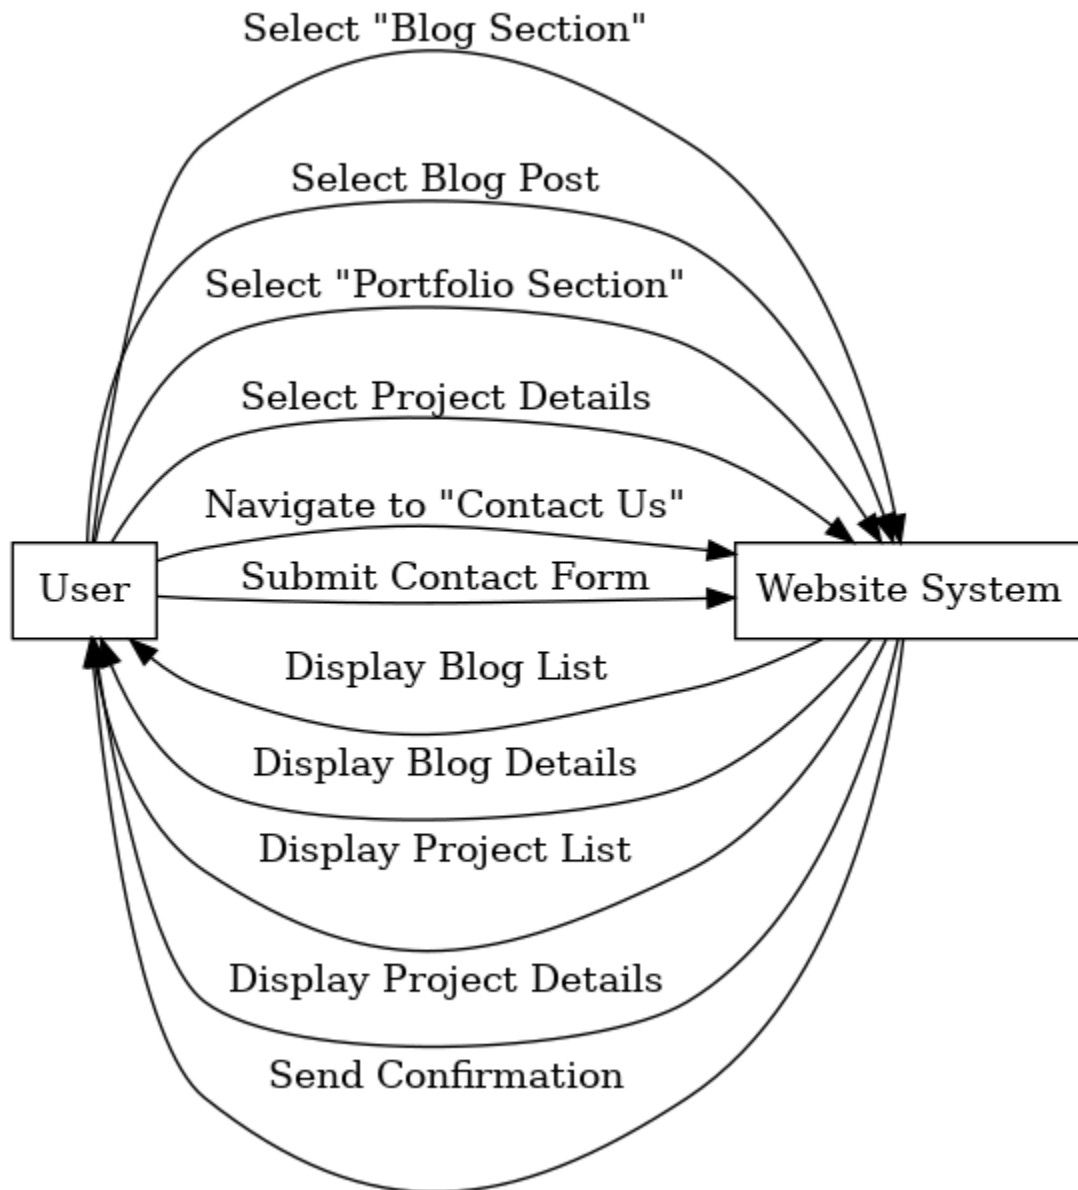 Select "Blog Section"
Select Blog Post
Select "Portfolio Section"
Select Project Details
Navigate to "Contact Us"
Submit Contact Form
User
Website System
Display Blog List
Display Blog Details
Display Project List
Display Project Details
Send Confirmation